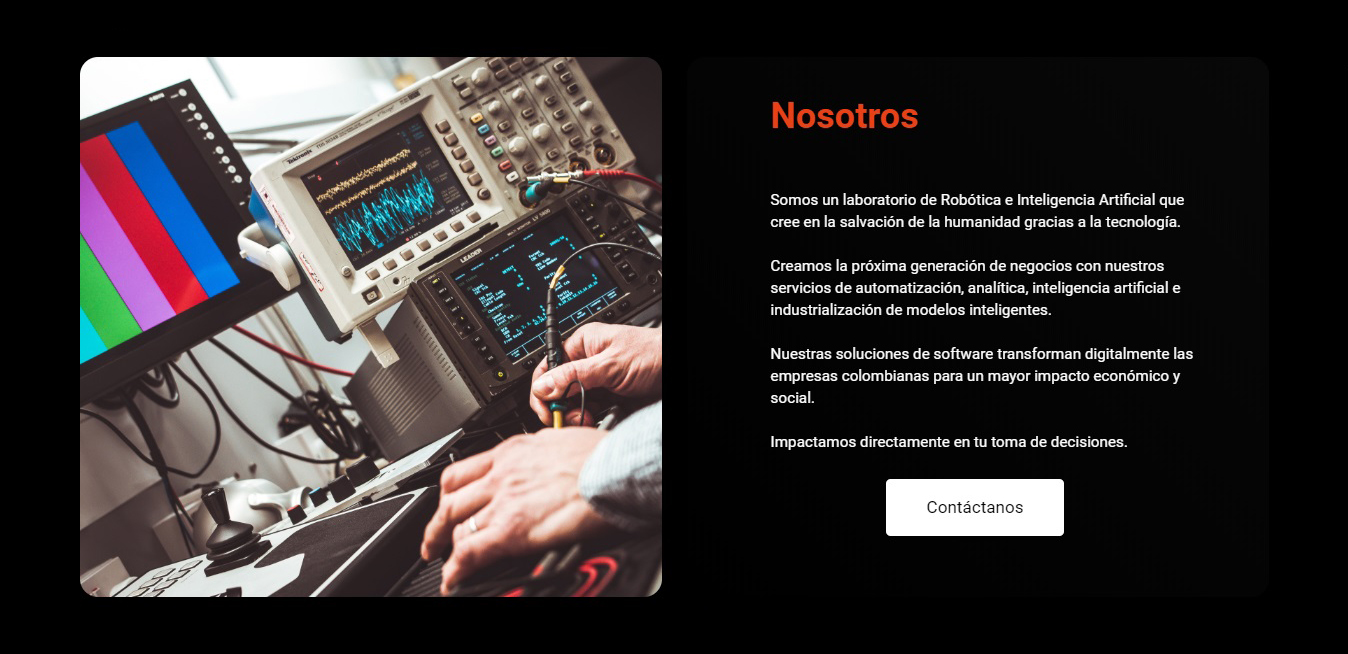 Nosotros
Somos un laboratorio de Robótica e Inteligencia Artificial que
cree en la salvación de la humanidad gracias a la tecnología.
Creamos la próxima generación de negocios con nuestros
servicios de automatización, analítica, inteligencia artificial e
industrialización de modelos inteligentes.
Nuestras soluciones de software transforman digitalmente las
empresas colombianas para un mayor impacto económico y
social.
Impactamos directamente en tu toma de decisiones.
Contáctanos
Tektronix
LEADER